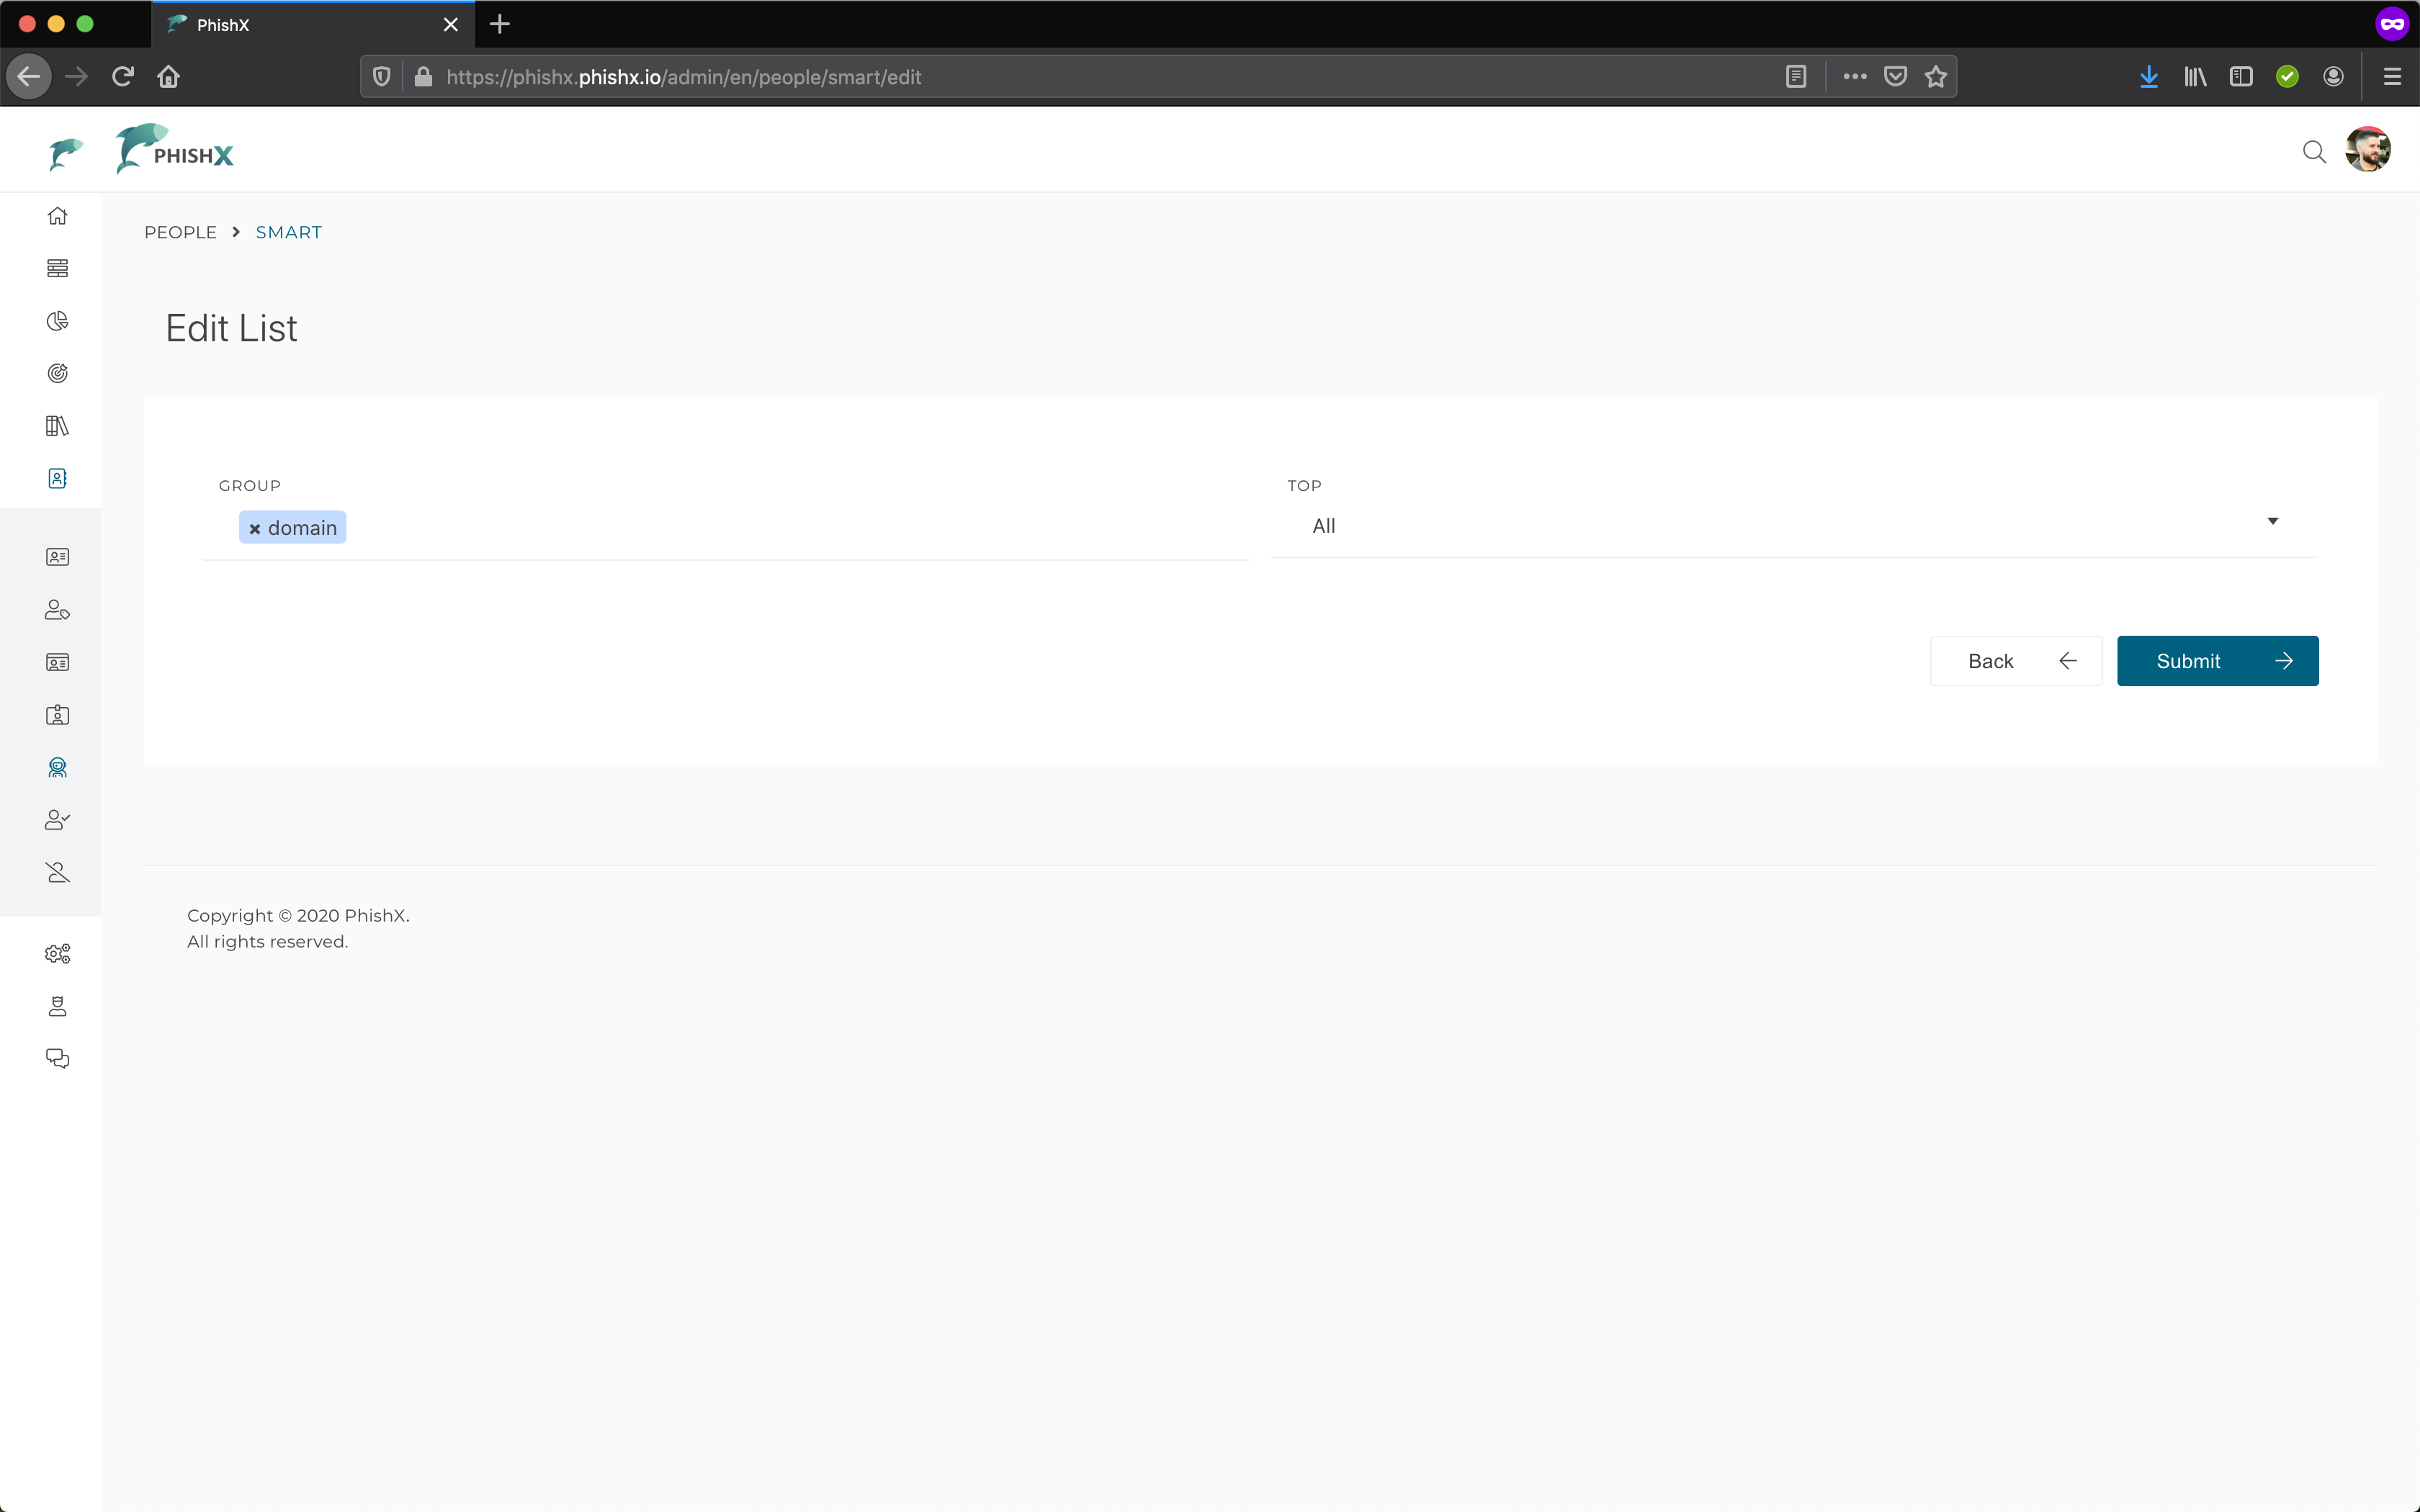 PhishX
https://phishx.phishx.io/admin/en/people/smart/edit
PHISHX
PEOPLE SMART
Edit List
GROUP
domain
TOP
All
Back
Submit
Copyright © 2020 PhishX.
All rights reserved.